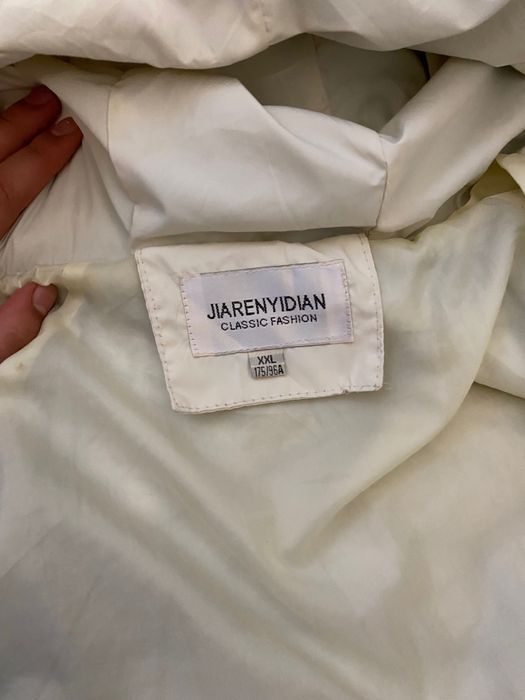 JIARENYIDIAN
CLASSIC FASHION
XXL
175/96A